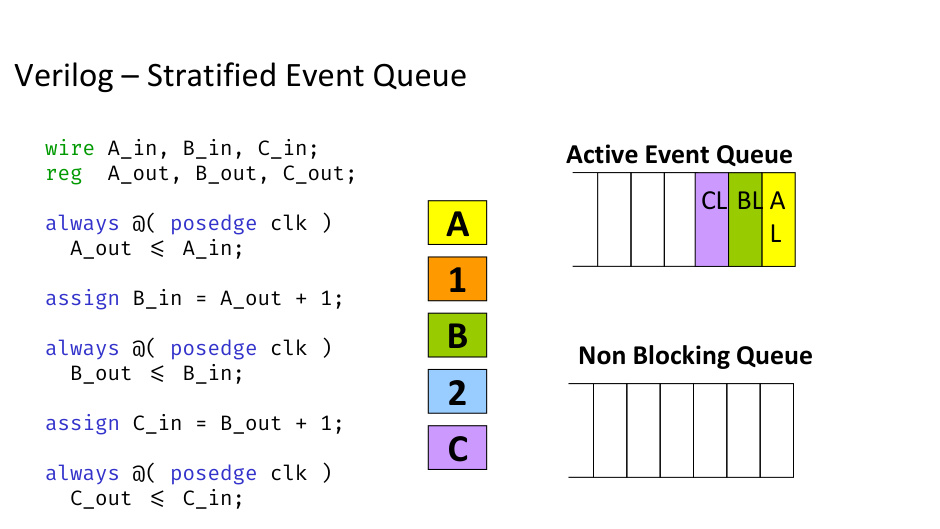 Verilog – Stratified Event Queue
wire A_in, B_in, C_in;
reg  A_out, B_out, C_out;
always @( posedge clk )
  A_out <= A_in;
assign B_in = A_out + 1;
always @( posedge clk )
  B_out <= B_in;
assign C_in = B_out + 1;
always @( posedge clk )
  C_out <= C_in;
A
1
B
2
C
Active Event Queue
CL BL A
L
Non Blocking Queue